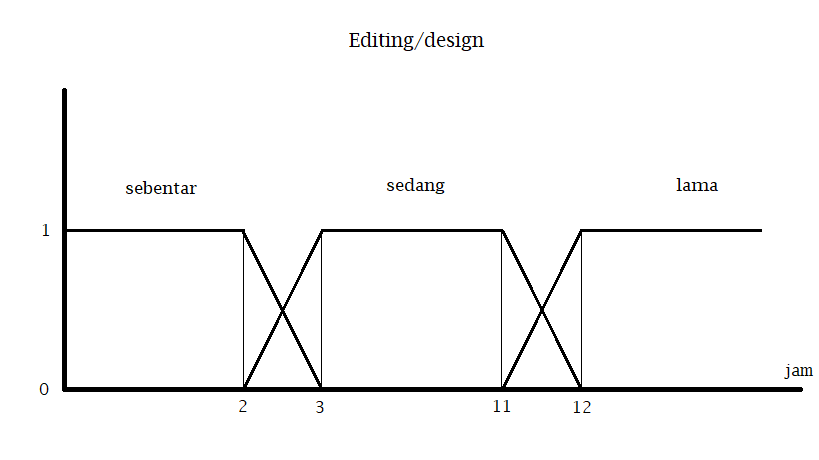 Editing/design
sebentar
sedang
lama
1
0
jam
2
3
11
12